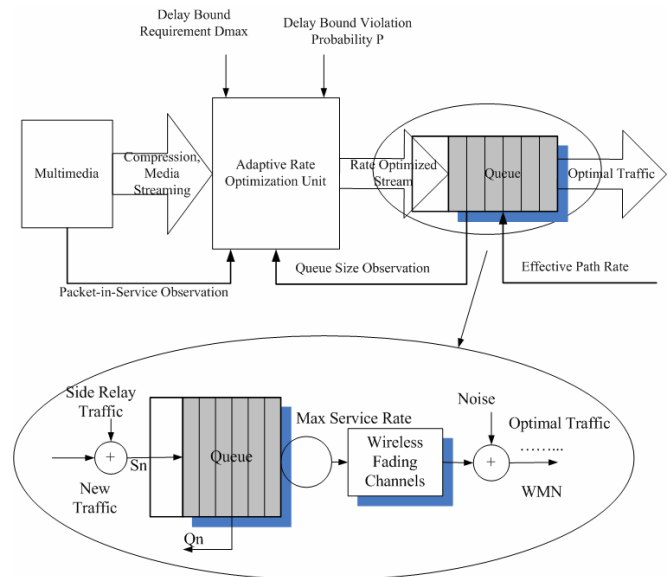 Delay Bound
Requirement Dmax
Delay Bound Violation
Probability P
Multimedia
Compression,
Media
Streaming
Adaptive Rate
Optimization Unit
Rate Optimized
Stream
Queue
Optimal Traffic
Packet-in-Service Observation
Queue Size Observation
Effective Path Rate
Side Relay
Traffic
+
Sn
New
Traffic
Queue
Qn
Max Service Rate
Wireless
Fading
Channels
Noise
+
Optimal Traffic
………...
WMN